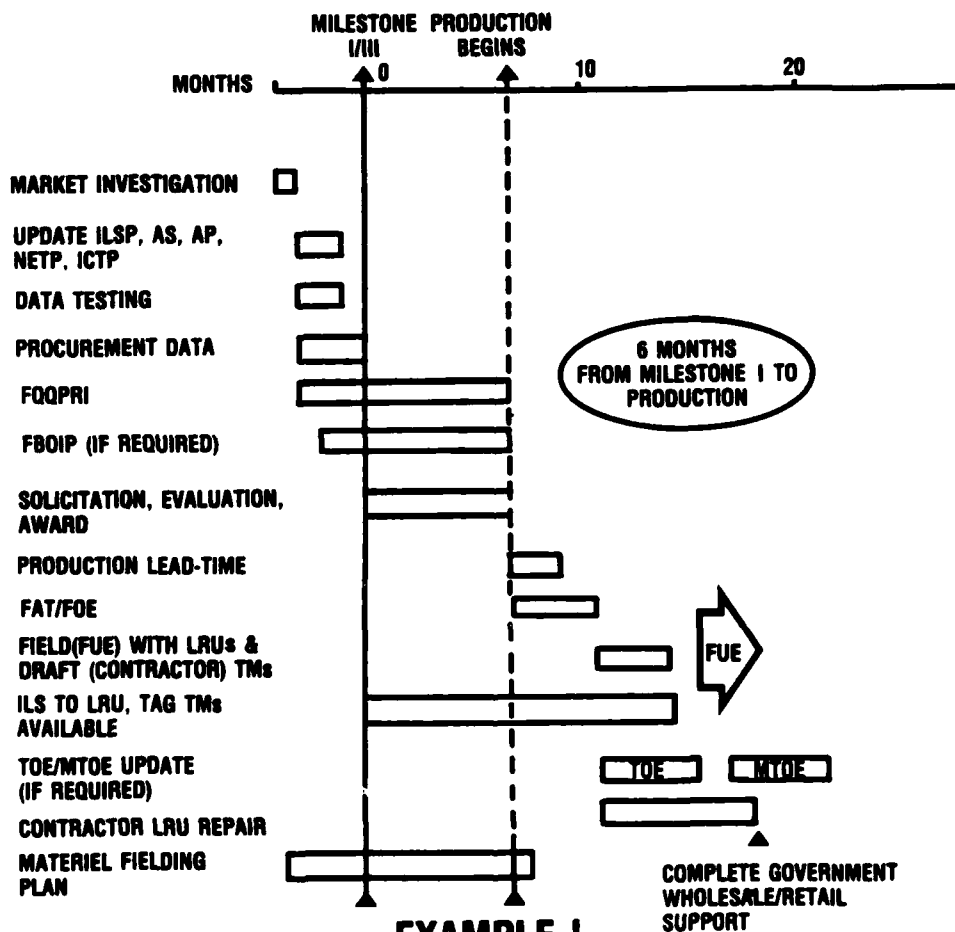 MILESTONE PRODUCTION
I/III BEGINS
MONTHS 0 10 20
MARKET INVESTIGATION
UPDATE ILSP, AS, AP,
NETP, ICTP
DATA TESTING
PROCUREMENT DATA
FQQPRI
6 MONTHS
FROM MILESTONE I TO
PRODUCTION
FBOIP (IF REQUIRED)
SOLICITATION, EVALUATION,
AWARD
PRODUCTION LEAD-TIME
FAT/FOE
FIELD(FUE) WITH LRUs &
DRAFT (CONTRACTOR) TMs
FUE
ILS TO LRU, TAG TMs
AVAILABLE
TOE/MTOE UPDATE
(IF REQUIRED)
TOE MTOE
CONTRACTOR LRU REPAIR
MATERIEL FIELDING
PLAN
COMPLETE GOVERNMENT
WHOLESALE/RETAIL
SUPPORT
EXAMPLE I